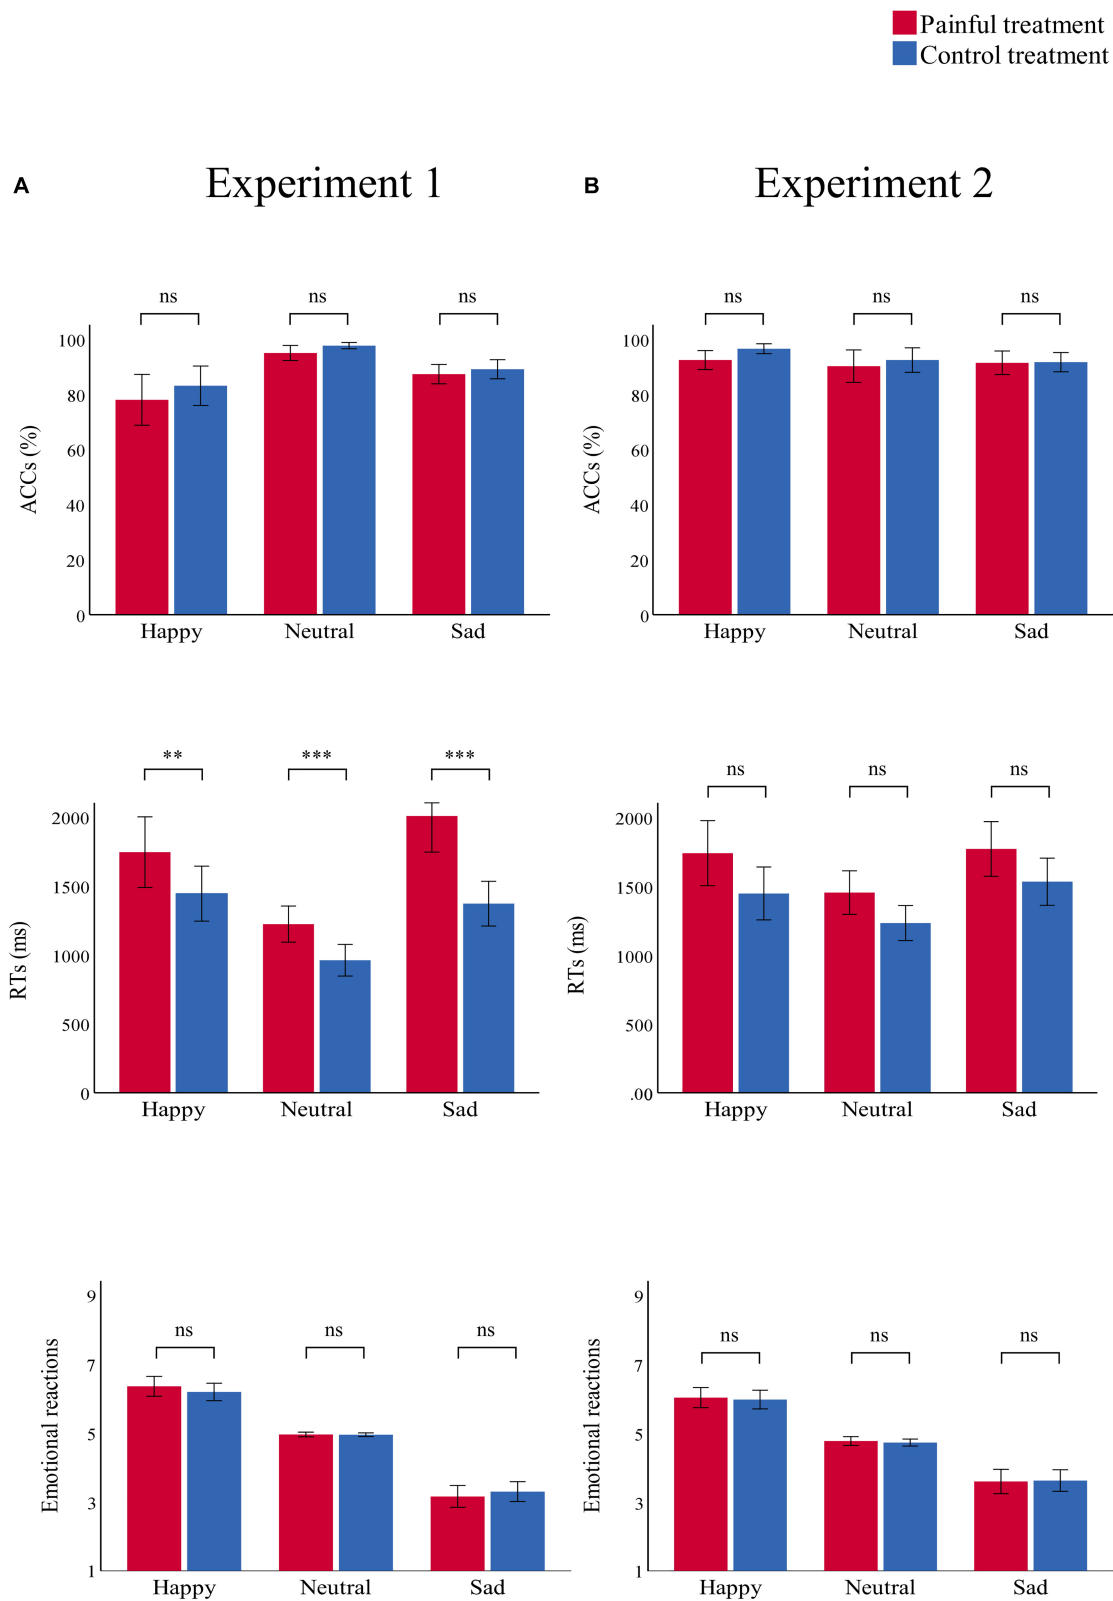 Painful treatment
Control treatment
A
Experiment 1
B
Experiment 2
ns
ns
ns
100
80
60
40
20
0
ACCs (%)
Happy
Neutral
Sad
ns
ns
ns
100
80
60
40
20
0
ACCs (%)
Happy
Neutral
Sad
**
***
***
2000
1500
1000
500
0
RTs (ms)
Happy
Neutral
Sad
ns
ns
ns
2000
1500
1000
500
.00
RTs (ms)
Happy
Neutral
Sad
ns
ns
ns
9
7
5
3
1
Emotional reactions
Happy
Neutral
Sad
ns
ns
ns
9
7
5
3
1
Emotional reactions
Happy
Neutral
Sad